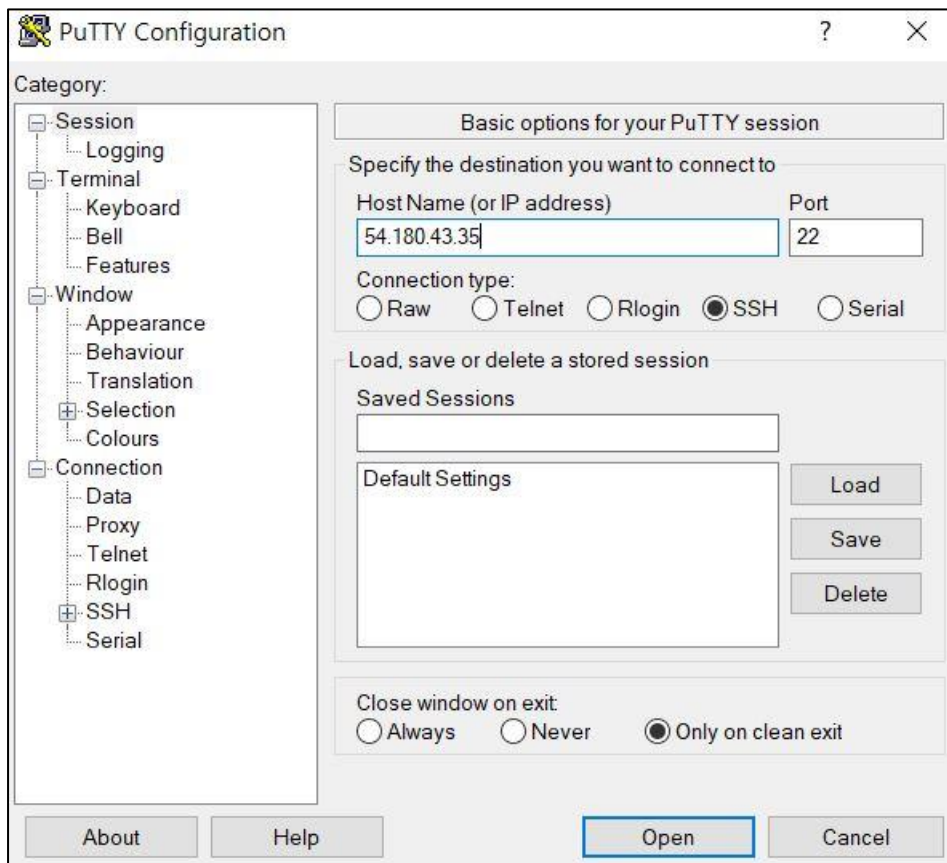 PuTTY Configuration
?
Category:
Session
Logging
Terminal
Keyboard
Bell
Features
Window
Appearance
Behaviour
Translation
Selection
Colours
Connection
Data
Proxy
Telnet
Rlogin
SSH
Serial
Basic options for your PuTTY session
Specify the destination you want to connect to
Host Name (or IP address) Port
54.180.43.35 22
Connection type:
Raw Telnet Rlogin SSH Serial
Load, save or delete a stored session
Saved Sessions
Default Settings
Load
Save
Delete
Close window on exit:
Always Never Only on clean exit
About Help Open Cancel